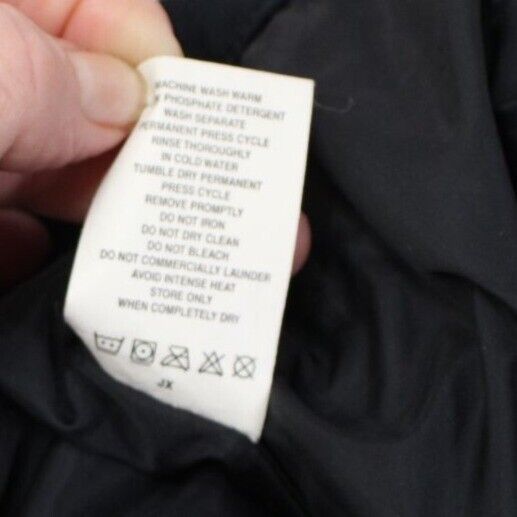 MACHINE WASH WARM
PHOSPHATE DETERGENT
WASH SEPARATE
PERMANENT PRESS CYCLE
RINSE THOROUGHLY
IN COLD WATER
TUMBLE DRY PERMANENT
PRESS CYCLE
REMOVE PROMPTLY
DO NOT IRON
DO NOT DRY CLEAN
DO NOT BLEACH
DO NOT COMMERCIALLY LAUNDER
AVOID INTENSE HEAT
STORE ONLY
WHEN COMPLETELY DRY
JX